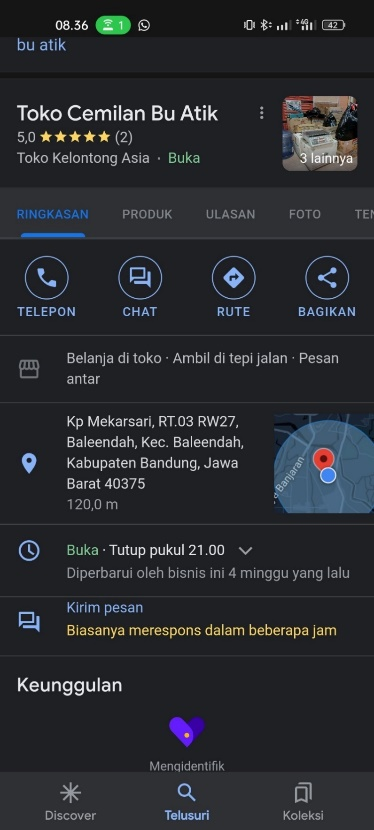 08.36 1 4G 42
bu atik
Toko Cemilan Bu Atik
5,0 (2)
Toko Kelontong Asia · Buka
3 lainnya
RINGKASAN PRODUK ULASAN FOTO TEN
TELEPON CHAT RUTE BAGIKAN
Belanja di toko · Ambil di tepi jalan · Pesan
antar
Kp Mekarsari, RT.03 RW27,
Baleendah, Kec. Baleendah,
Kabupaten Bandung, Jawa
Barat 40375
120,0 m
Banjaran
Buka · Tutup pukul 21.00
Diperbarui oleh bisnis ini 4 minggu yang lalu
Kirim pesan
Biasanya merespons dalam beberapa jam
Keunggulan
Mengidentifik
Discover Telusuri Koleksi